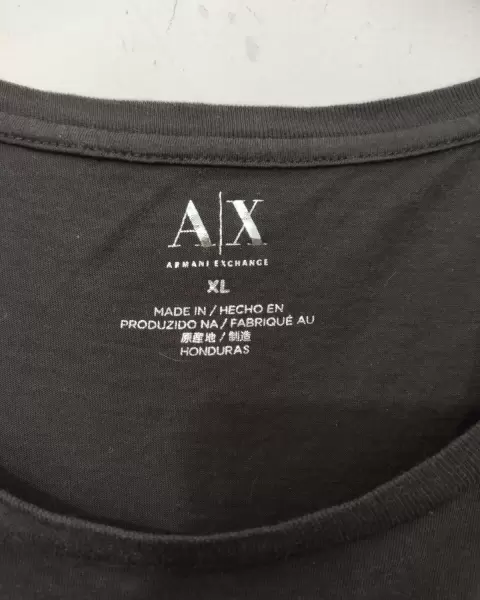 A|X
ARMANI EXCHANGE
XL
MADE IN / HECHO EN
PRODUZIDO NA / FABRIQUÉ AU
原産地 / 制造
HONDURAS